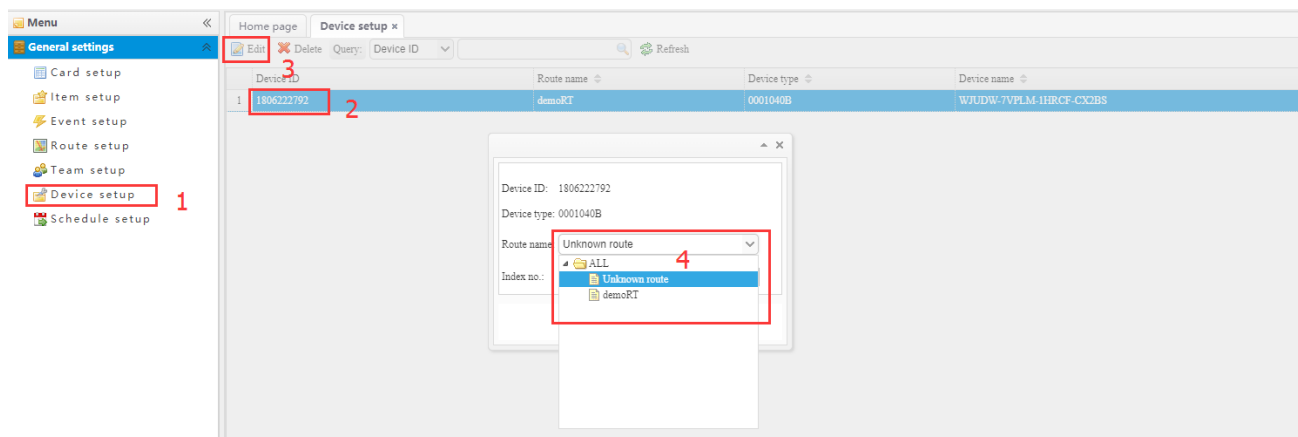 Menu
General settings
Card setup
Item setup
Event setup
Route setup
Team setup
Device setup
1
Schedule setup
Home page Device setup ×
Edit Delete Query: Device ID Refresh
3
Device ID Route name Device type Device name
1 1806222792 demoRT 0001040B WJUDW-7VPLM-1HRCF-CX2BS
2
Device ID: 1806222792
Device type: 0001040B
Route name Unknown route
4
ALL
Index no.: Unknown route
demoRT